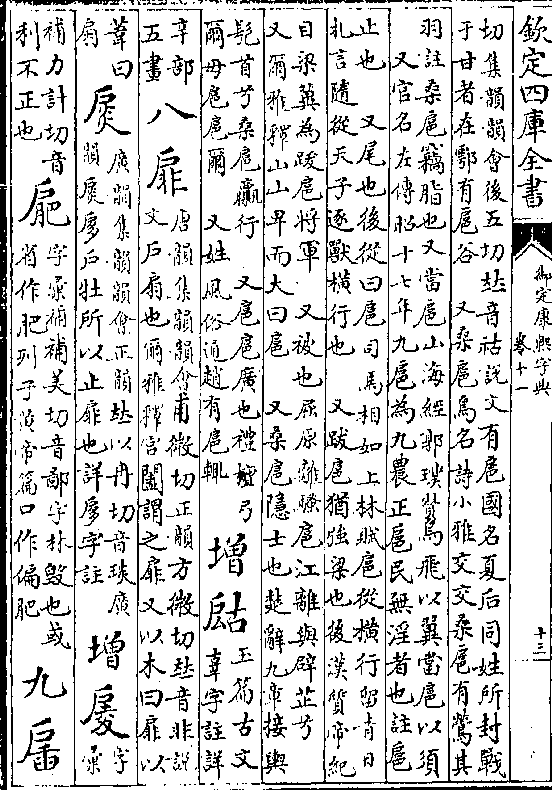 欽定四庫全書
御定康熙字典
卷十一
十三
切集韻韻會後五切𠀤音祜說文有扈國名夏后同姓所封戰
于甘者在鄠有扈谷 又桑扈鳥名詩小雅交交桑扈有鶯其
羽註桑扈竊脂也又當扈山海經郭璞贊鳥飛以翼當扈以須
又官名左傳昭十七年九扈為九農正扈民無淫者也註扈
止也 又尾也後從曰扈司馬相如上林賦扈從橫行留青日
札言隨從天子逐獸橫行也 又跋扈猶強梁也後漢質帝紀
目梁冀為跋扈將軍 又被也屈原離騷扈江離與辟芷兮
又爾雅釋山山卑而大曰扈 又桑扈隱士也楚辭九章接輿
髡首兮桑扈臝行 又扈扈廣也禮檀弓
爾毋扈扈爾 又姓風俗通趙有扈輒
增𢨷
玉篇古文
辜字註詳
辛部
五畫
八扉
唐韻集韻韻會甫微切正韻方微切𠀤音非說
文戶扇也爾雅釋宮闔謂之扉又以木曰扉以
葦曰
扇
扊
廣韻集韻韻會正韻𠀤以冉切音琰廣
韻扊扅戶牡所以止扉也詳扅字註
增
字彙
補力計切音
利不正也
字彙補補美切音鄙字林毀也或
省作肥列子黃帝篇口作偏肥
九